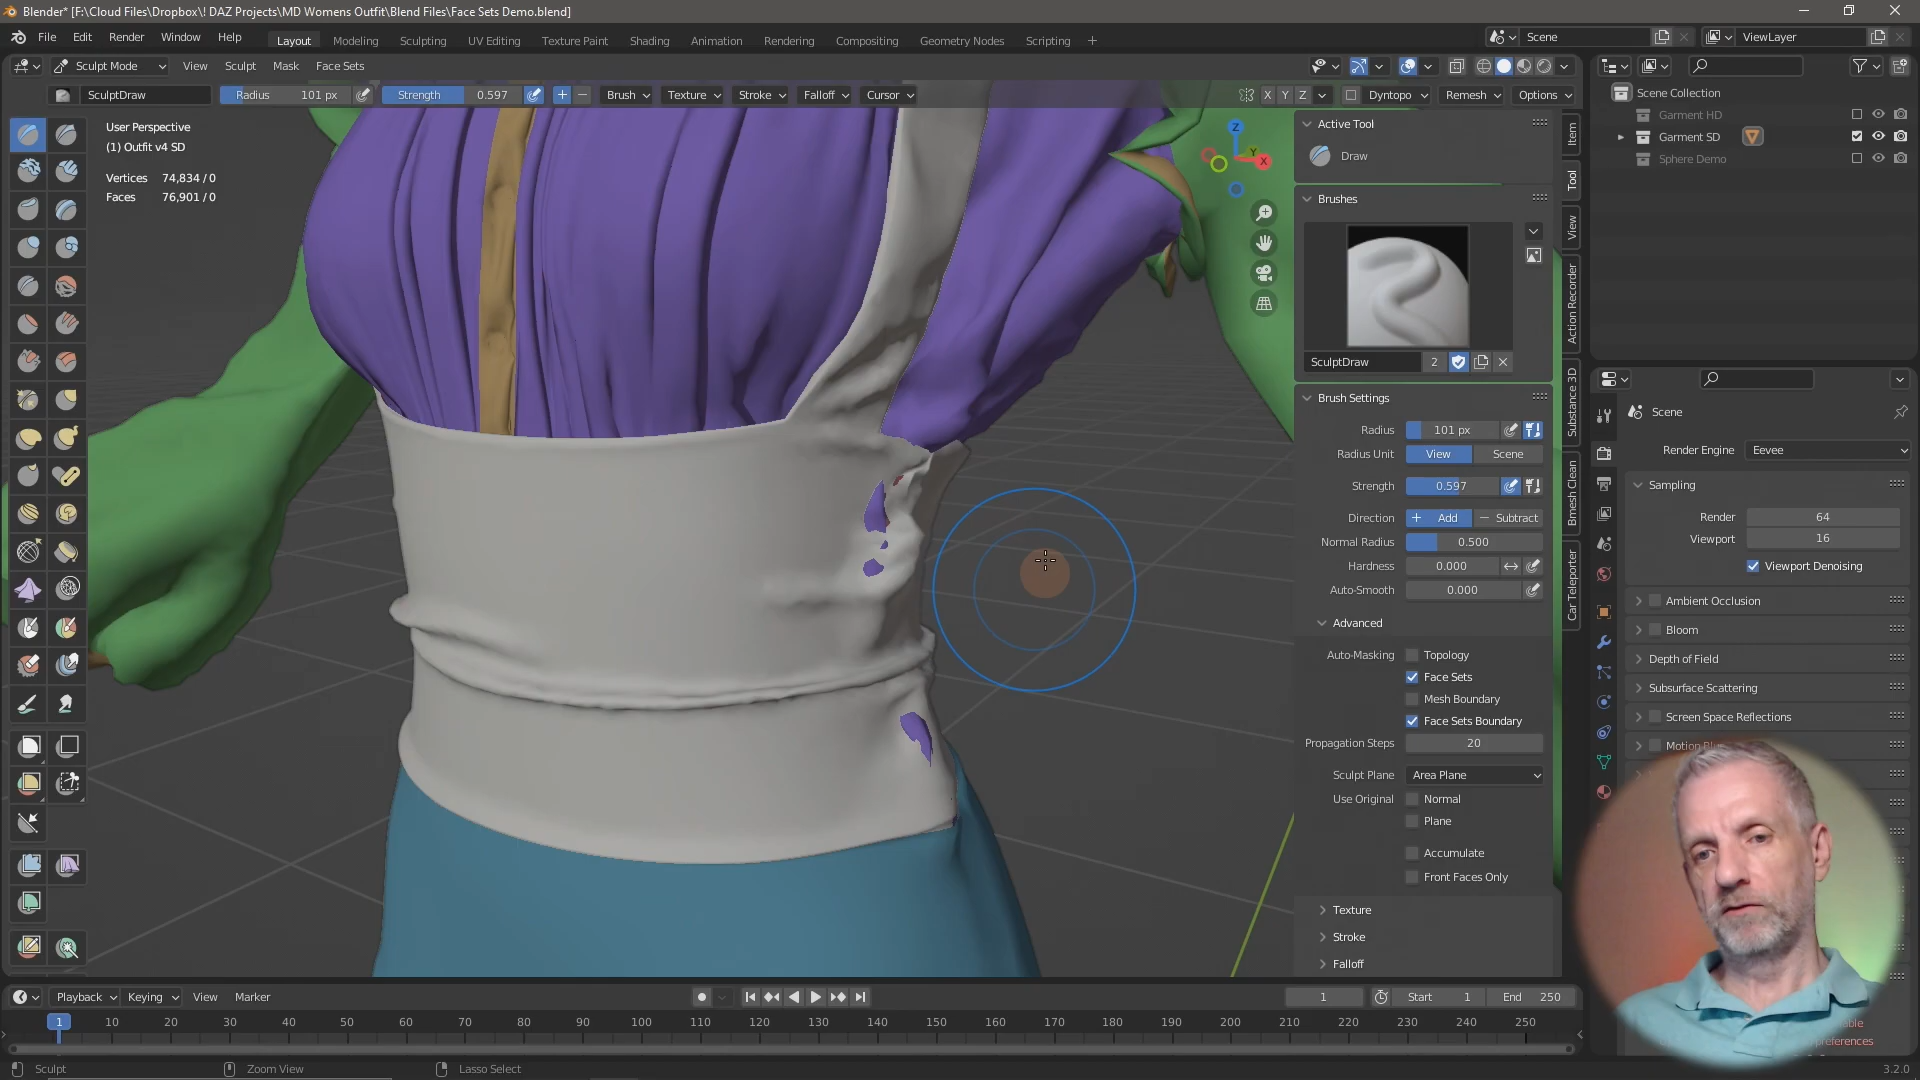 Blender* [F:\Cloud Files\Dropbox\! DAZ Projects\MD Womens Outfit\Blend Files\Face Sets Demo.blend]
File Edit Render Window Help Layout Modeling Sculpting UV Editing Texture Paint Shading Animation Rendering Compositing Geometry Nodes Scripting + Scene ViewLayer
Sculpt Mode View Sculpt Mask Face Sets
SculptDraw Radius 101 px Strength 0.597 Brush Texture Stroke Falloff Cursor X Y Z Dyntopo Remesh Options
User Perspective
(1) Outfit v4 SD
Vertices 74,834 / 0
Faces 76,901 / 0
Z
Y
X
Active Tool
Draw
Brushes
SculptDraw 2
Brush Settings
Radius 101 px
Radius Unit View Scene
Strength 0.597
Direction + Add − Subtract
Normal Radius 0.500
Hardness 0.000
Auto-Smooth 0.000
Advanced
Auto-Masking Topology
Face Sets
Mesh Boundary
Face Sets Boundary
Propagation Steps 20
Sculpt Plane Area Plane
Use Original Normal
Plane
Accumulate
Front Faces Only
Texture
Stroke
Falloff
Item
Tool
View
Action Recorder
Substance 3D
Bmesh Clean
Car Teleporter
Scene Collection
Garment HD
Garment SD
Sphere Demo
Scene
Render Engine Eevee
Sampling
Render 64
Viewport 16
Viewport Denoising
Ambient Occlusion
Bloom
Depth of Field
Subsurface Scattering
Screen Space Reflections
Motion
preferences
Playback Keying View Marker 1 Start 1 End 250
1 10 20 30 40 50 60 70 80 90 100 110 120 130 140 150 160 170 180 190 200 210 220 230 240 250
Sculpt Zoom View Lasso Select 3.2.0